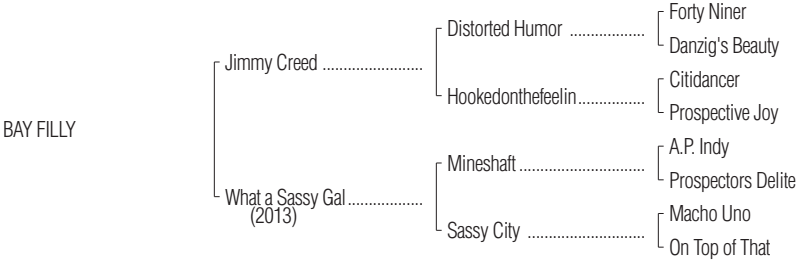 Forty Niner
Distorted Humor ..................
Danzig's Beauty
Jimmy Creed ........................
Citidancer
Hookedonthefeelin................
Prospective Joy
BAY FILLY
A.P. Indy
Mineshaft ..............................
Prospectors Delite
What a Sassy Gal..................
(2013)
Macho Uno
Sassy City ............................
On Top of That